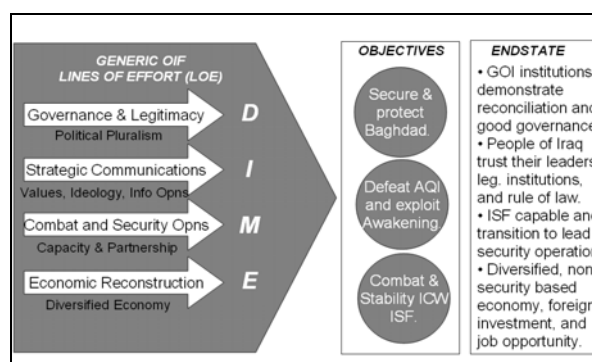 GENERIC OIF
LINES OF EFFORT (LOE)
Governance & Legitimacy
Political Pluralism
D
Strategic Communications
Values, Ideology, Info Opns
I
Combat and Security Opns
Capacity & Partnership
M
Economic Reconstruction
Diversified Economy
E
OBJECTIVES
Secure &
protect
Baghdad.
Defeat AQI
and exploit
Awakening.
Combat &
Stability ICW
ISF.
ENDSTATE
• GOI institutions
demonstrate
reconciliation and
good governance
• People of Iraq
trust their leaders
leg. institutions,
and rule of law.
• ISF capable and
transition to lead
security operation
• Diversified, non
security based
economy, foreign
investment, and
job opportunity.